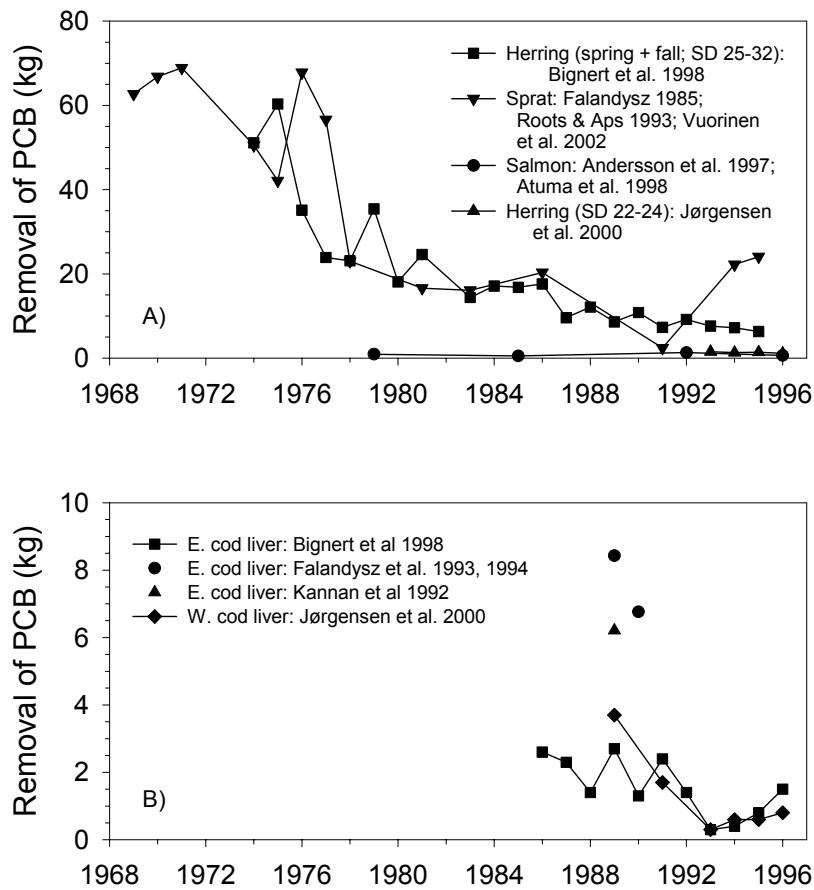 Removal of PCB (kg)
80
60
40
20
0
Herring (spring + fall; SD 25-32):
Bignert et al. 1998
Sprat: Falandysz 1985;
Roots & Aps 1993; Vuorinen
et al. 2002
Salmon: Andersson et al. 1997;
Atuma et al. 1998
Herring (SD 22-24): Jørgensen
et al. 2000
A)
1968 1972 1976 1980 1984 1988 1992 1996
Removal of PCB (kg)
10
8
6
4
2
0
E. cod liver: Bignert et al 1998
E. cod liver: Falandysz et al. 1993, 1994
E. cod liver: Kannan et al 1992
W. cod liver: Jørgensen et al. 2000
B)
1968 1972 1976 1980 1984 1988 1992 1996